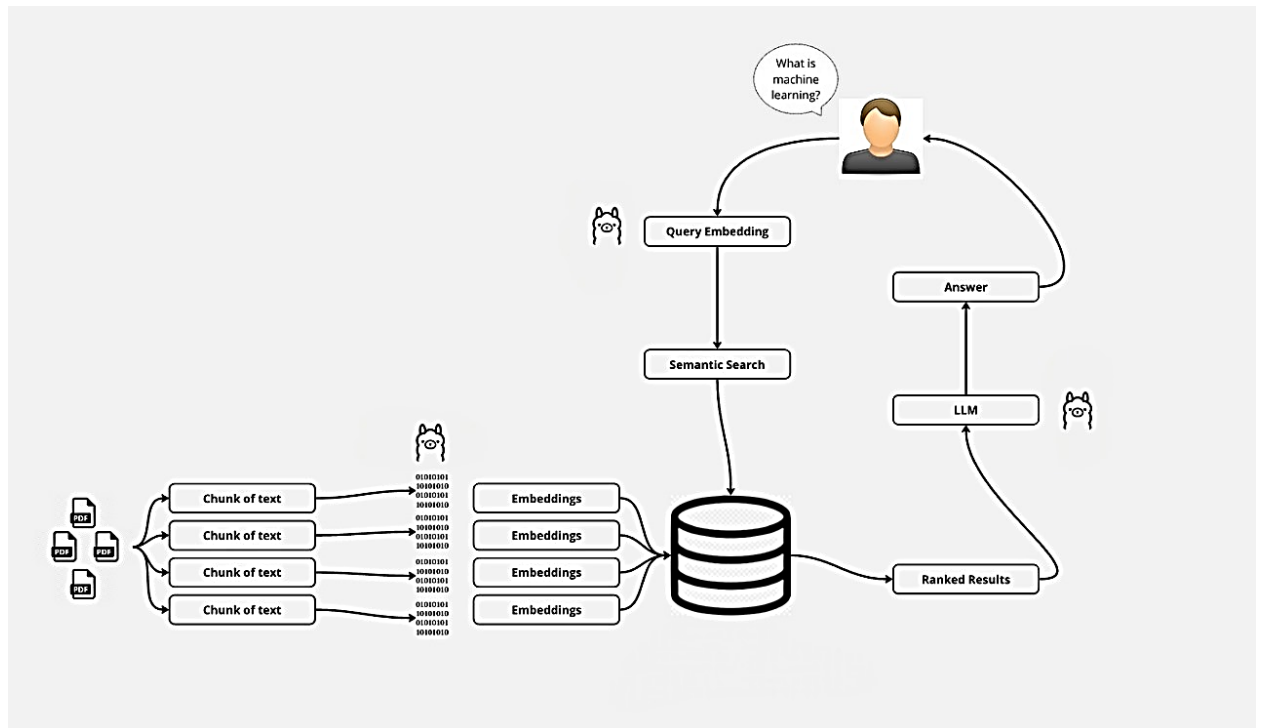 What is
machine
learning?
Query Embedding
Answer
Semantic Search
LLM
01010101
10101010
01010101
10101010
Chunk of text
Embeddings
PDF
01010101
10101010
01010101
10101010
Chunk of text
Embeddings
PDF
PDF
01010101
10101010
01010101
10101010
Chunk of text
Embeddings
Ranked Results
PDF
01010101
10101010
01010101
10101010
Chunk of text
Embeddings